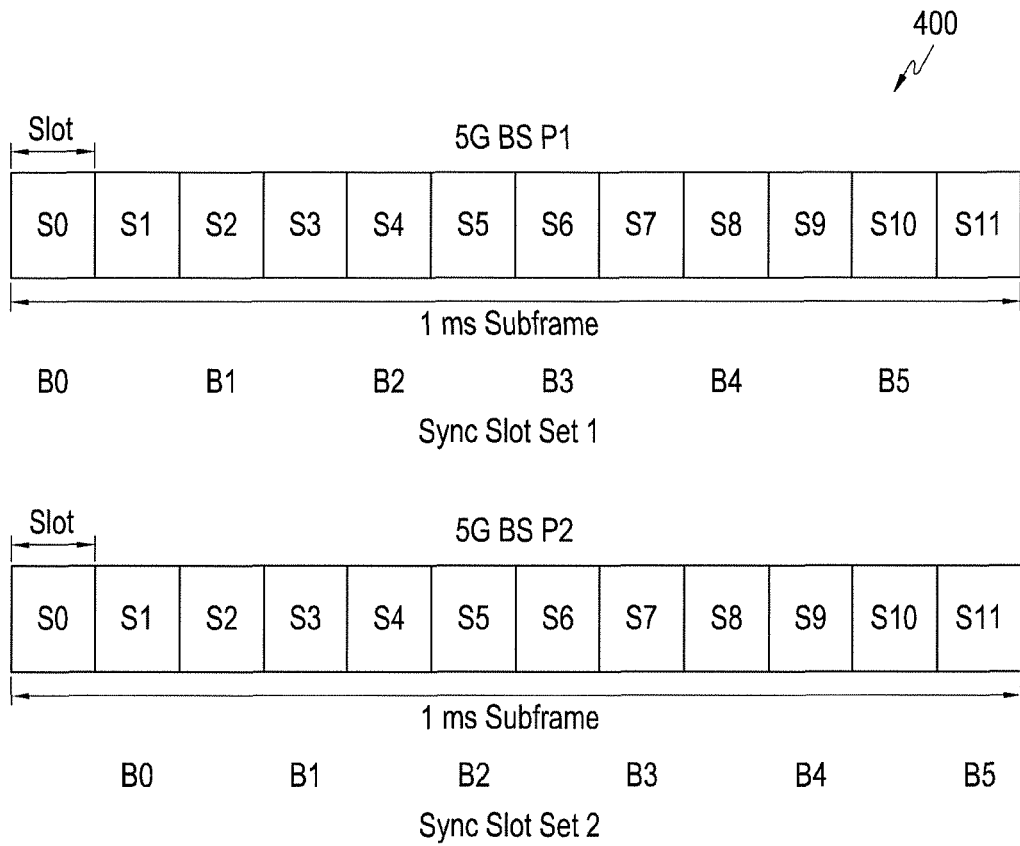 400
Slot
5G BS P1
S0 S1 S2 S3 S4 S5 S6 S7 S8 S9 S10 S11
1 ms Subframe
B0 B1 B2 B3 B4 B5
Sync Slot Set 1
Slot
5G BS P2
S0 S1 S2 S3 S4 S5 S6 S7 S8 S9 S10 S11
1 ms Subframe
B0 B1 B2 B3 B4 B5
Sync Slot Set 2